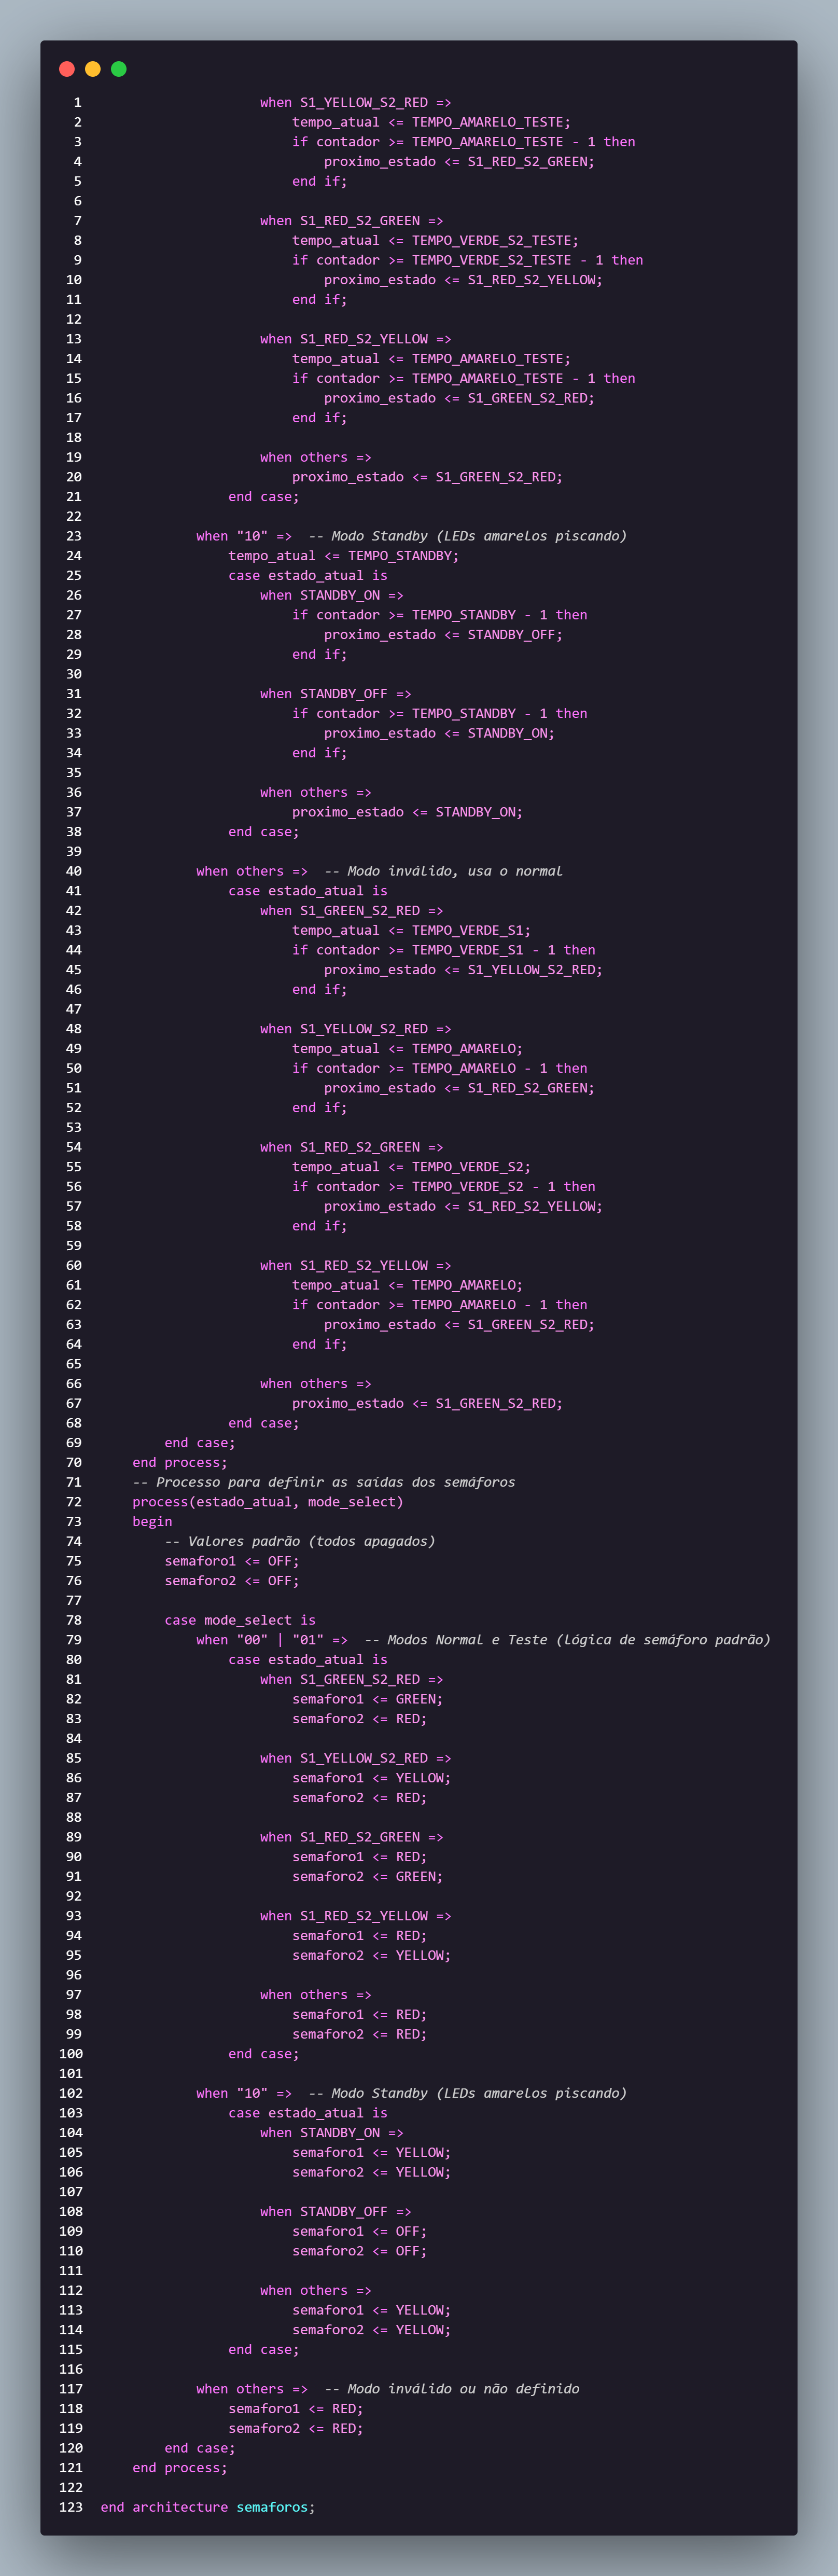 1 when S1_YELLOW_S2_RED =>
2 tempo_atual <= TEMPO_AMARELO_TESTE;
3 if contador >= TEMPO_AMARELO_TESTE - 1 then
4 proximo_estado <= S1_RED_S2_GREEN;
5 end if;
6
7 when S1_RED_S2_GREEN =>
8 tempo_atual <= TEMPO_VERDE_S2_TESTE;
9 if contador >= TEMPO_VERDE_S2_TESTE - 1 then
10 proximo_estado <= S1_RED_S2_YELLOW;
11 end if;
12
13 when S1_RED_S2_YELLOW =>
14 tempo_atual <= TEMPO_AMARELO_TESTE;
15 if contador >= TEMPO_AMARELO_TESTE - 1 then
16 proximo_estado <= S1_GREEN_S2_RED;
17 end if;
18
19 when others =>
20 proximo_estado <= S1_GREEN_S2_RED;
21 end case;
22
23 when "10" => -- Modo Standby (LEDs amarelos piscando)
24 tempo_atual <= TEMPO_STANDBY;
25 case estado_atual is
26 when STANDBY_ON =>
27 if contador >= TEMPO_STANDBY - 1 then
28 proximo_estado <= STANDBY_OFF;
29 end if;
30
31 when STANDBY_OFF =>
32 if contador >= TEMPO_STANDBY - 1 then
33 proximo_estado <= STANDBY_ON;
34 end if;
35
36 when others =>
37 proximo_estado <= STANDBY_ON;
38 end case;
39
40 when others => -- Modo inválido, usa o normal
41 case estado_atual is
42 when S1_GREEN_S2_RED =>
43 tempo_atual <= TEMPO_VERDE_S1;
44 if contador >= TEMPO_VERDE_S1 - 1 then
45 proximo_estado <= S1_YELLOW_S2_RED;
46 end if;
47
48 when S1_YELLOW_S2_RED =>
49 tempo_atual <= TEMPO_AMARELO;
50 if contador >= TEMPO_AMARELO - 1 then
51 proximo_estado <= S1_RED_S2_GREEN;
52 end if;
53
54 when S1_RED_S2_GREEN =>
55 tempo_atual <= TEMPO_VERDE_S2;
56 if contador >= TEMPO_VERDE_S2 - 1 then
57 proximo_estado <= S1_RED_S2_YELLOW;
58 end if;
59
60 when S1_RED_S2_YELLOW =>
61 tempo_atual <= TEMPO_AMARELO;
62 if contador >= TEMPO_AMARELO - 1 then
63 proximo_estado <= S1_GREEN_S2_RED;
64 end if;
65
66 when others =>
67 proximo_estado <= S1_GREEN_S2_RED;
68 end case;
69 end case;
70 end process;
71 -- Processo para definir as saídas dos semáforos
72 process(estado_atual, mode_select)
73 begin
74 -- Valores padrão (todos apagados)
75 semaforo1 <= OFF;
76 semaforo2 <= OFF;
77
78 case mode_select is
79 when "00" | "01" => -- Modos Normal e Teste (lógica de semáforo padrão)
80 case estado_atual is
81 when S1_GREEN_S2_RED =>
82 semaforo1 <= GREEN;
83 semaforo2 <= RED;
84
85 when S1_YELLOW_S2_RED =>
86 semaforo1 <= YELLOW;
87 semaforo2 <= RED;
88
89 when S1_RED_S2_GREEN =>
90 semaforo1 <= RED;
91 semaforo2 <= GREEN;
92
93 when S1_RED_S2_YELLOW =>
94 semaforo1 <= RED;
95 semaforo2 <= YELLOW;
96
97 when others =>
98 semaforo1 <= RED;
99 semaforo2 <= RED;
100 end case;
101
102 when "10" => -- Modo Standby (LEDs amarelos piscando)
103 case estado_atual is
104 when STANDBY_ON =>
105 semaforo1 <= YELLOW;
106 semaforo2 <= YELLOW;
107
108 when STANDBY_OFF =>
109 semaforo1 <= OFF;
110 semaforo2 <= OFF;
111
112 when others =>
113 semaforo1 <= YELLOW;
114 semaforo2 <= YELLOW;
115 end case;
116
117 when others => -- Modo inválido ou não definido
118 semaforo1 <= RED;
119 semaforo2 <= RED;
120 end case;
121 end process;
122
123 end architecture semaforos;